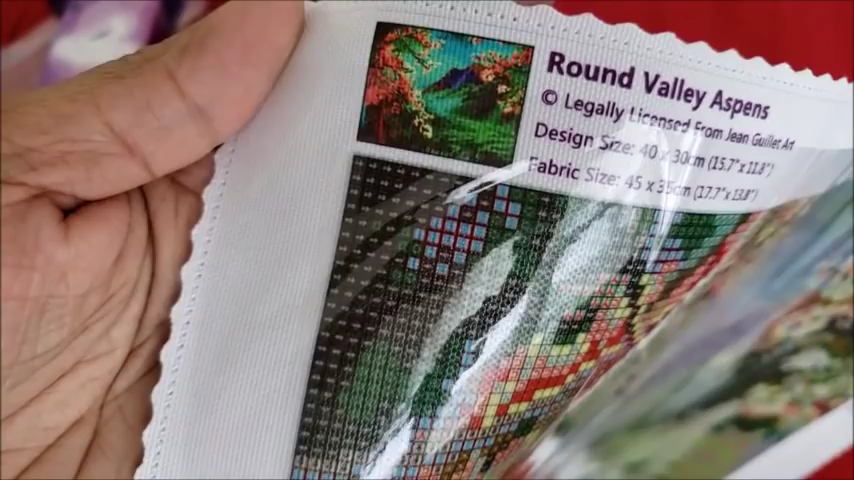 Round Valley Aspens
© Legally Licensed From Jean Guillet Art
Design Size: 40 x 30cm (15.7"x 11.8")
Fabric Size: 45 x 35cm (17.7"x 13.8")